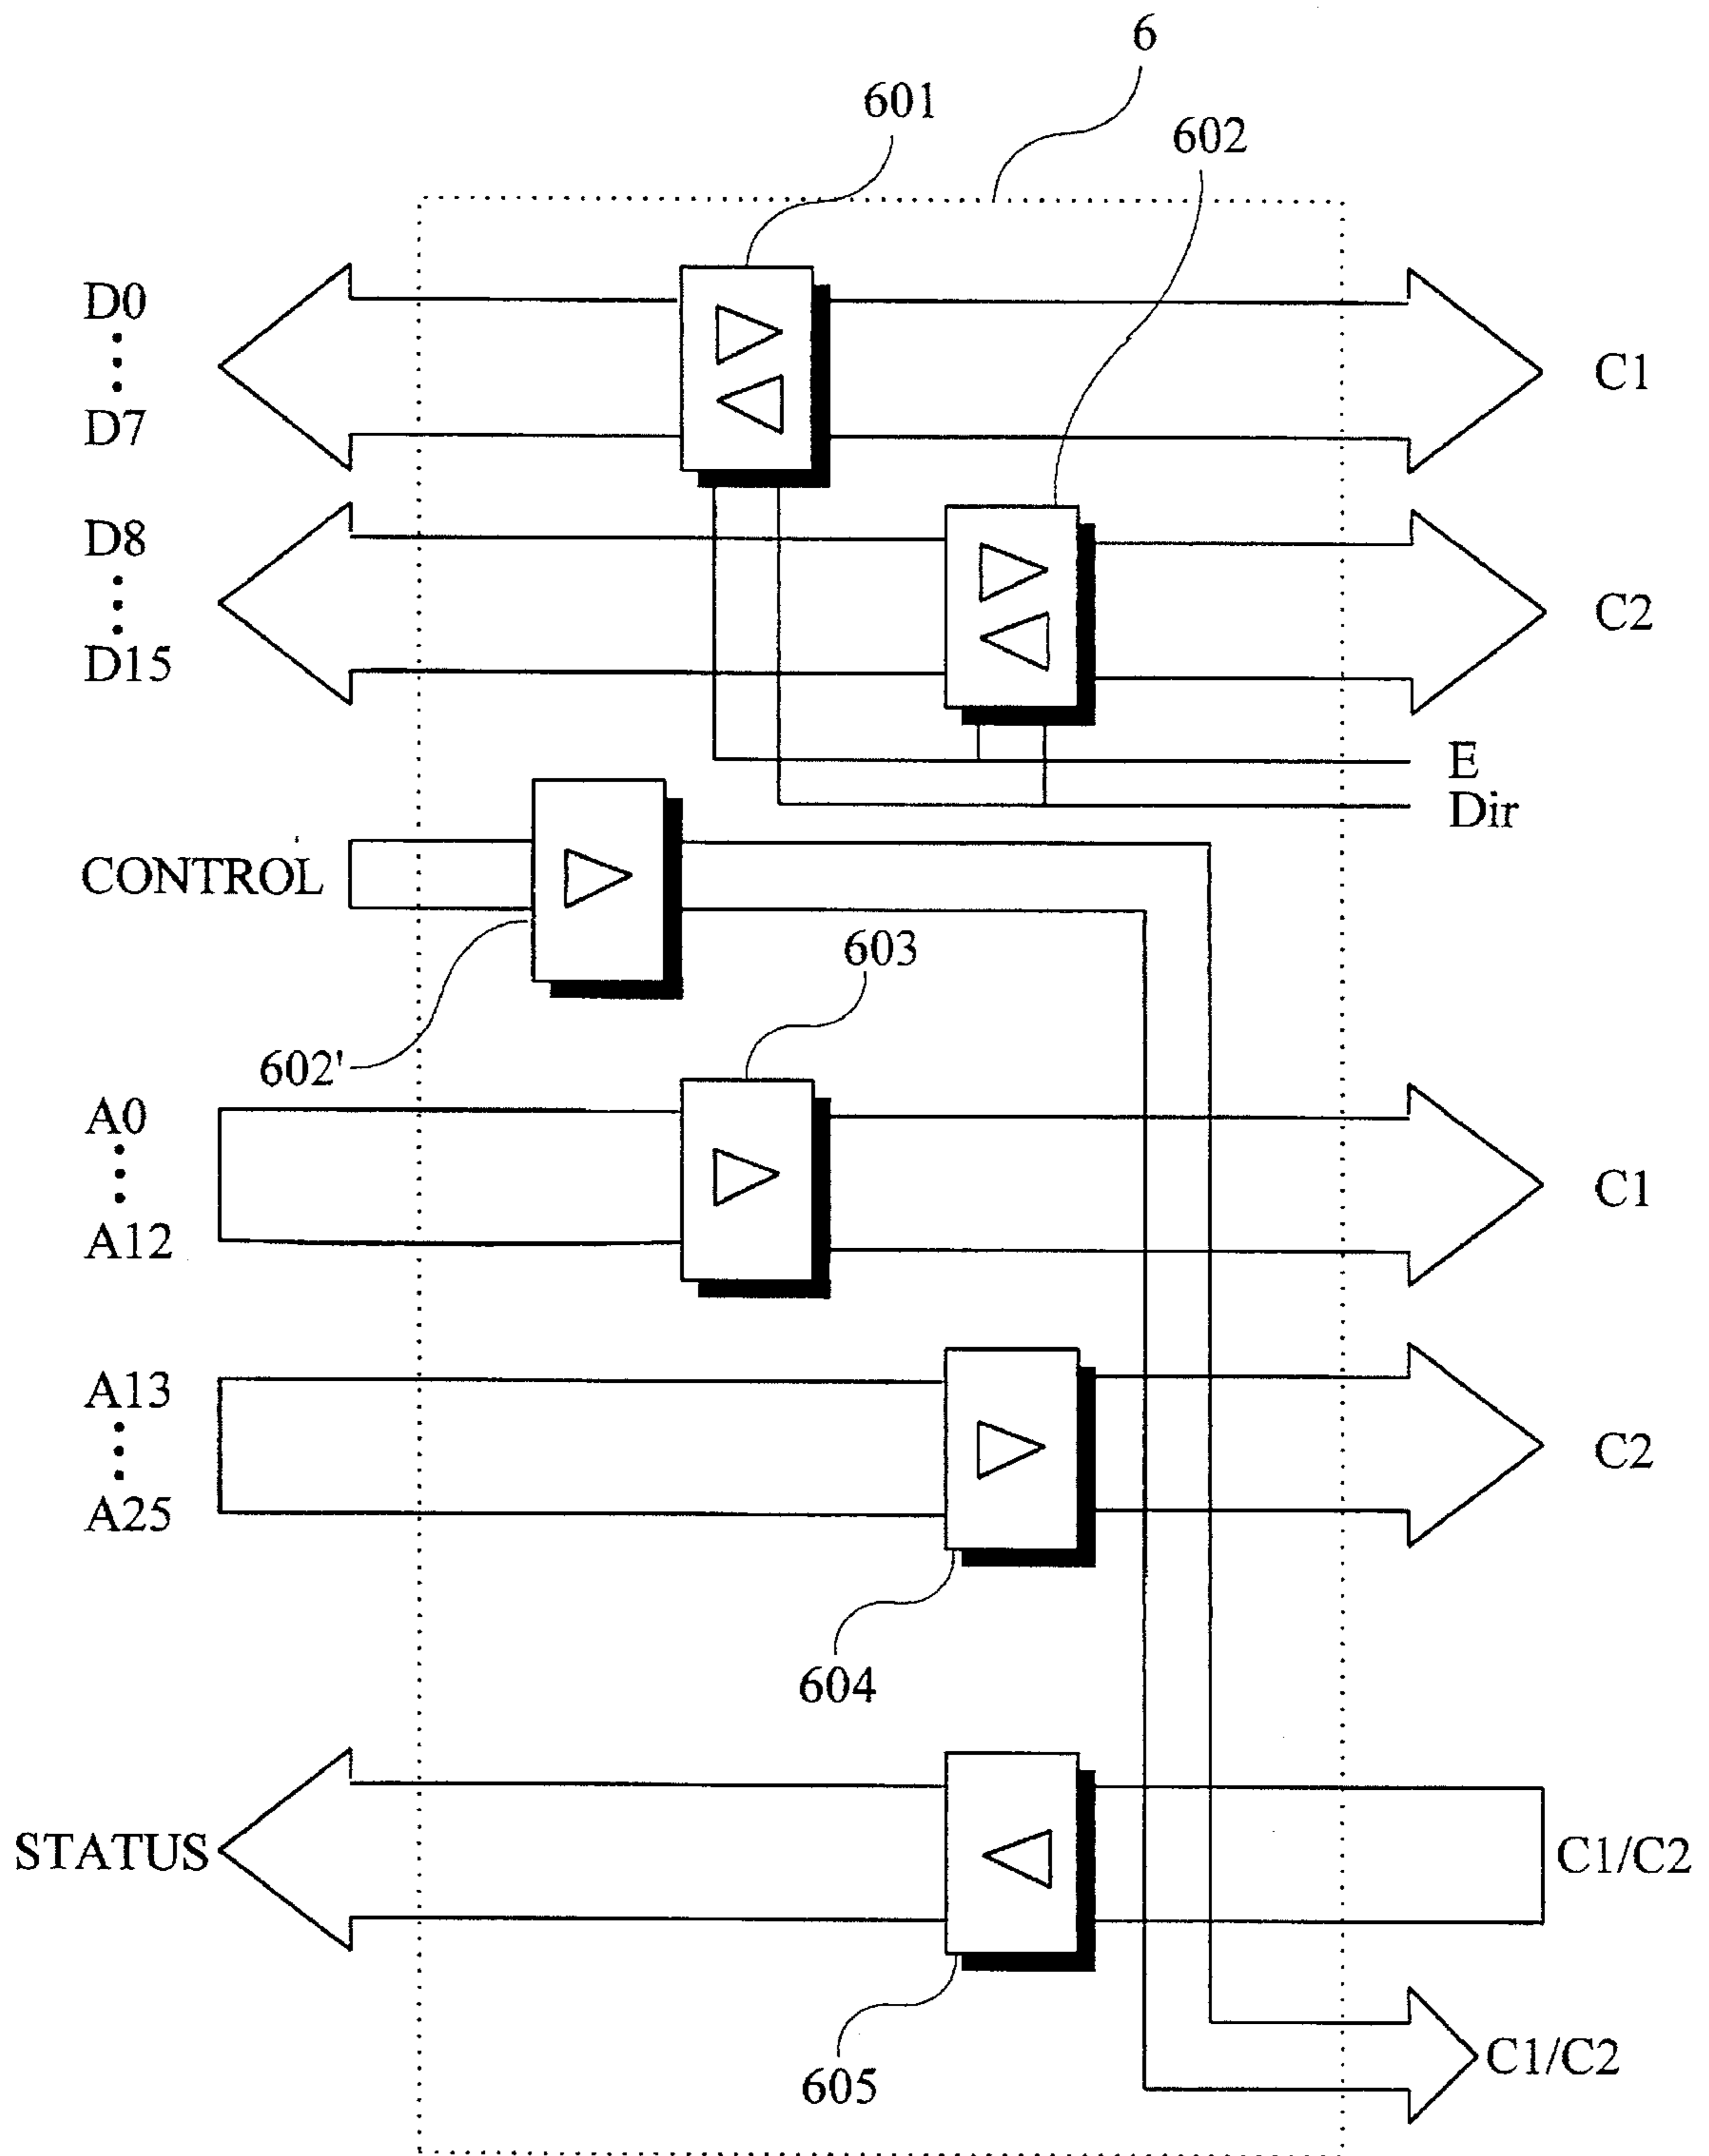 6
601
602
D0
D7
C1
D8
D15
C2
E
Dir
CONTROL
603
602'
A0
A12
C1
A13
A25
C2
604
STATUS
C1/C2
605
C1/C2